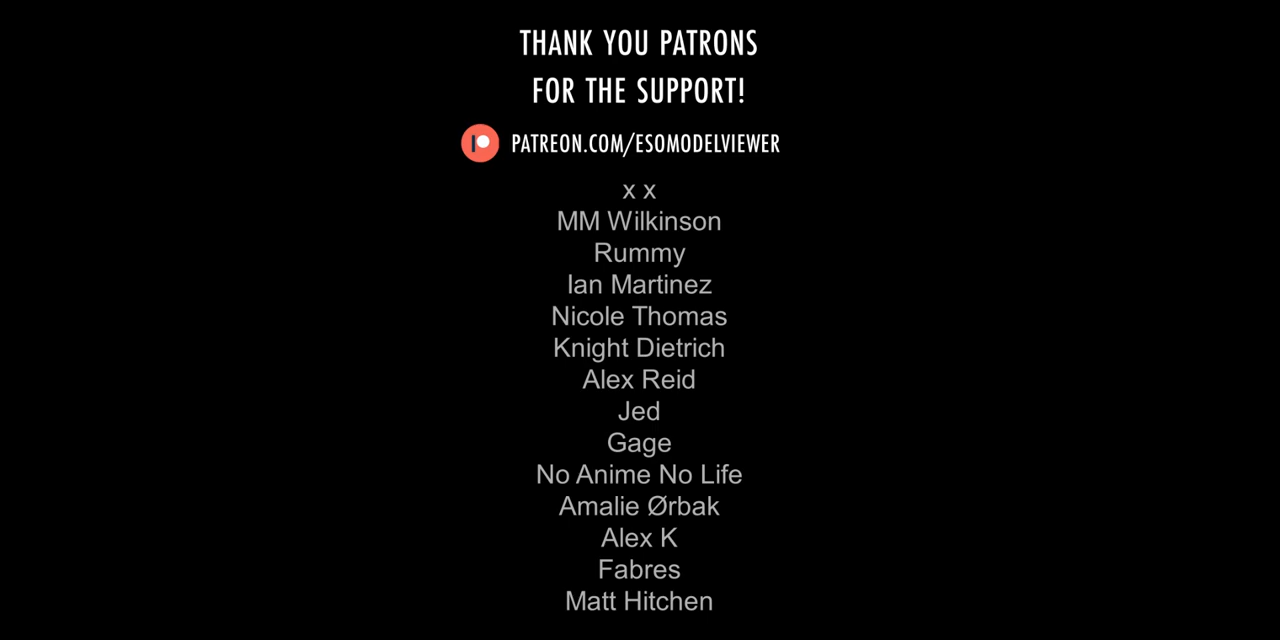 THANK YOU PATRONS
FOR THE SUPPORT!
PATREON.COM/ESOMODELVIEWER
x x
MM Wilkinson
Rummy
Ian Martinez
Nicole Thomas
Knight Dietrich
Alex Reid
Jed
Gage
No Anime No Life
Amalie Ørbak
Alex K
Fabres
Matt Hitchen